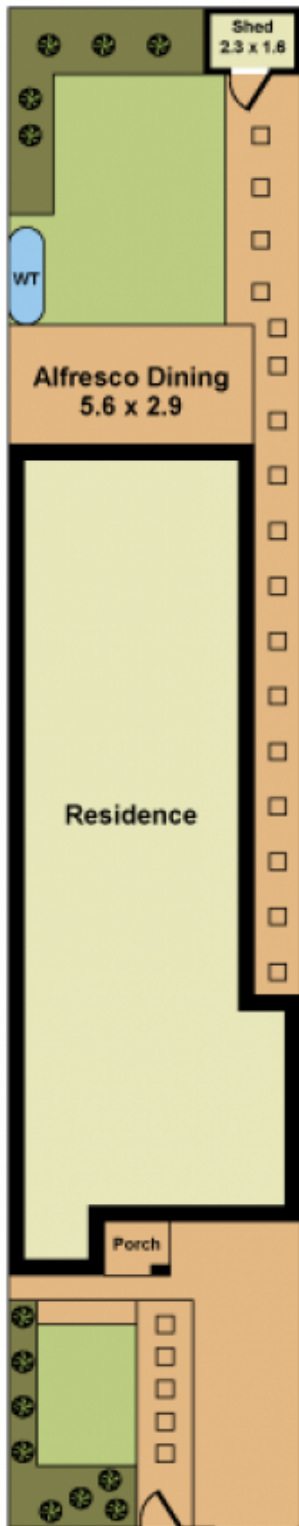 Shed
2.3 x 1.6
WT
Alfresco Dining
5.6 x 2.9
Residence
Porch